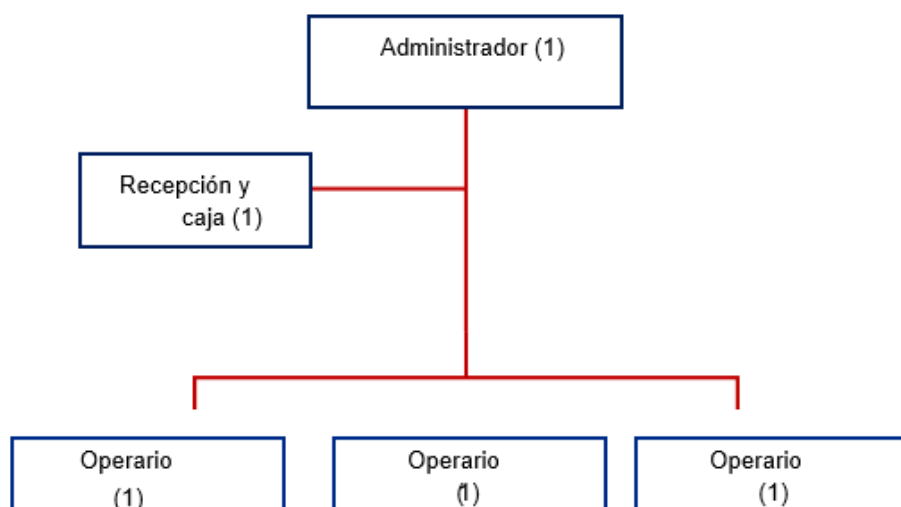 Administrador (1)
Recepción y
caja (1)
Operario
(1)
Operario
(1)
Operario
(1)